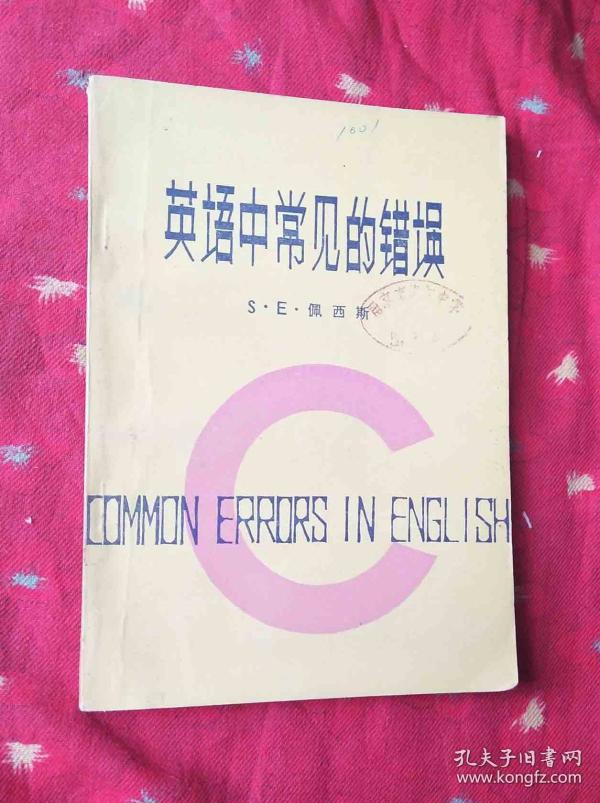 1001
英语中常见的错误
S·E·佩西斯
COMMON ERRORS IN ENGLISH
孔夫子旧书网
www.kongfz.com